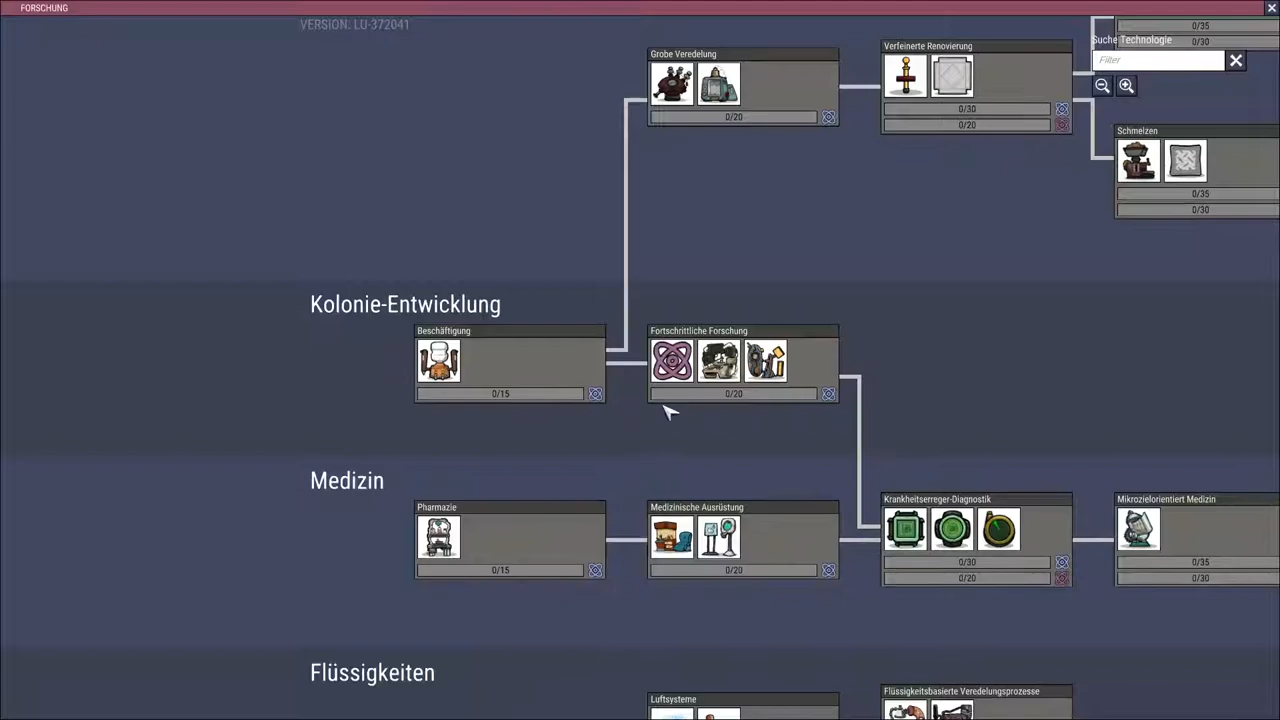 FORSCHUNG
VERSION: LU-372041
0/35
0/30
Suche Technologie
Filter
Grobe Veredelung
0/20
Verfeinerte Renovierung
0/30
0/20
Schmelzen
0/35
0/30
Kolonie-Entwicklung
Beschäftigung
0/15
Fortschrittliche Forschung
0/20
Medizin
Pharmazie
0/15
Medizinische Ausrüstung
0/20
Krankheitserreger-Diagnostik
0/30
0/20
Mikrozielorientiert Medizin
0/35
0/30
Flüssigkeiten
Luftsysteme
Flüssigkeitsbasierte Veredelungsprozesse